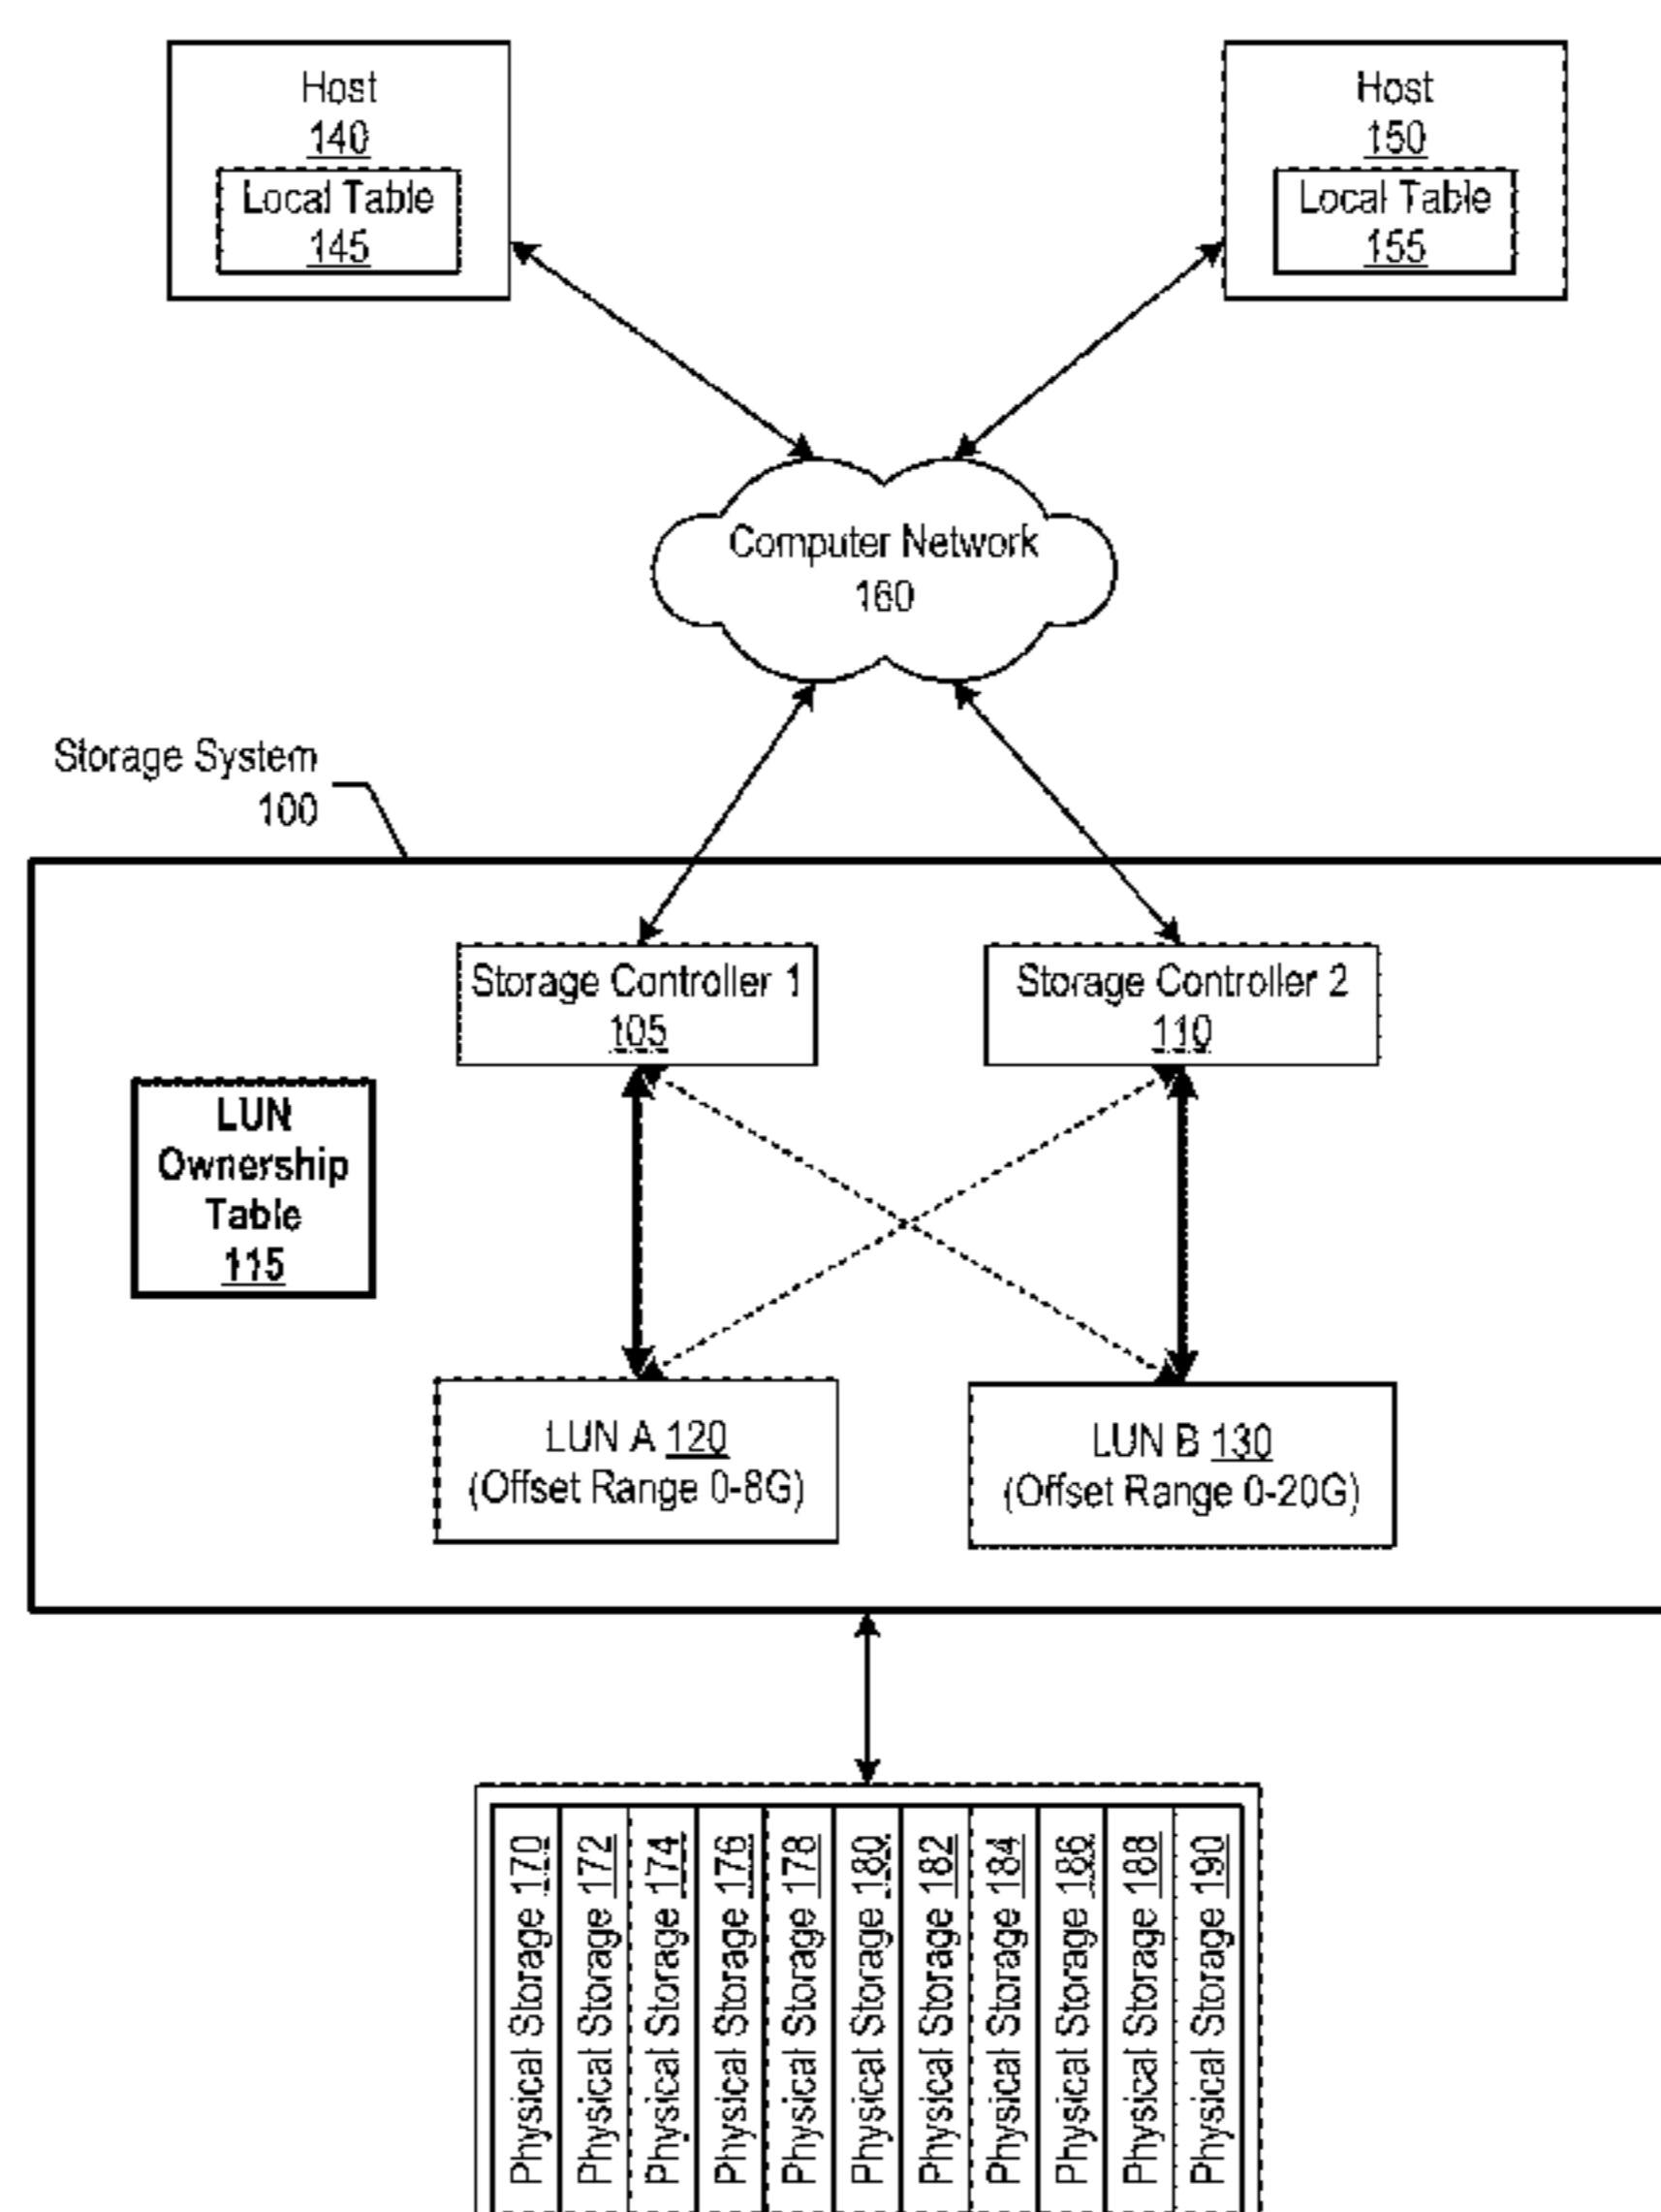 Host
140
Local Table
145
Host
150
Local Table
155
Computer Network
160
Storage System
100
Storage Controller 1
105
Storage Controller 2
110
LUN
Ownership
Table
115
LUN A 120
(Offset Range 0-8G)
LUN B 130
(Offset Range 0-20G)
Physical Storage 170
Physical Storage 172
Physical Storage 174
Physical Storage 176
Physical Storage 178
Physical Storage 180
Physical Storage 182
Physical Storage 184
Physical Storage 186
Physical Storage 188
Physical Storage 190